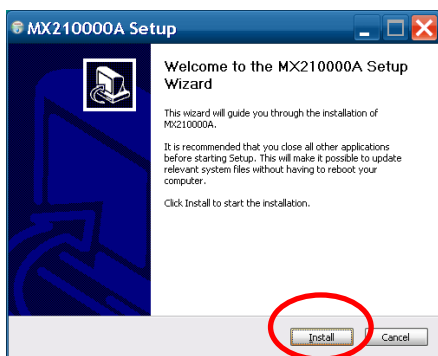 MX210000A Setup
Welcome to the MX210000A Setup
Wizard
This wizard will guide you through the installation of
MX210000A.
It is recommended that you close all other applications
before starting Setup. This will make it possible to update
relevant system files without having to reboot your
computer.
Click Install to start the installation.
Install
Cancel